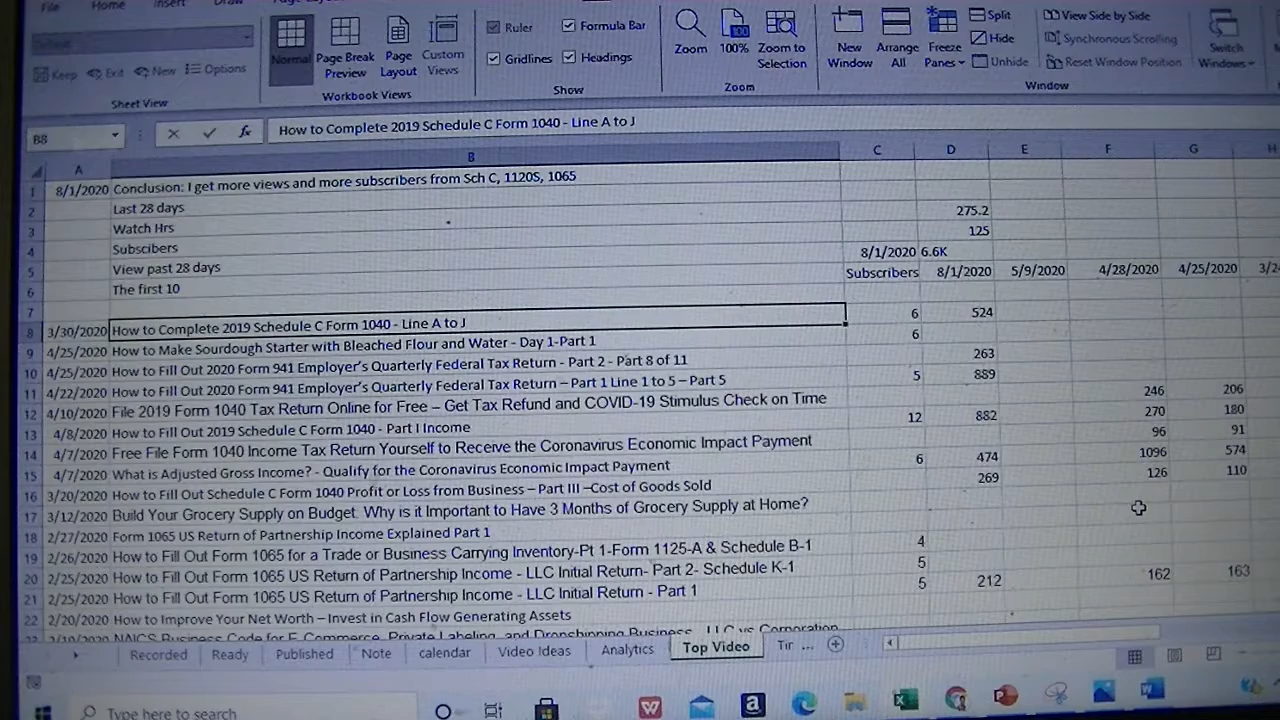 File Home Insert Draw
Keep Exit New Options
Sheet View
Normal Page Break Preview Page Layout Custom Views
Workbook Views
Ruler Formula Bar
Gridlines Headings
Show
Zoom 100% Zoom to Selection
Zoom
New Window Arrange All Freeze Panes
Split
Hide
Unhide
View Side by Side
Synchronous Scrolling
Reset Window Position
Switch Windows
Window
B8 fx How to Complete 2019 Schedule C Form 1040 - Line A to J
A B C D E F G H
1 8/1/2020 Conclusion: I get more views and more subscribers from Sch C, 1120S, 1065
2 Last 28 days 275.2
3 Watch Hrs 125
4 Subscibers 8/1/2020 6.6K
5 View past 28 days Subscribers 8/1/2020 5/9/2020 4/28/2020 4/25/2020
6 The first 10
7
8 3/30/2020 How to Complete 2019 Schedule C Form 1040 - Line A to J 6 524
9 4/25/2020 How to Make Sourdough Starter with Bleached Flour and Water - Day 1-Part 1 6
10 4/25/2020 How to Fill Out 2020 Form 941 Employer's Quarterly Federal Tax Return - Part 2 - Part 8 of 11 263
11 4/22/2020 How to Fill Out 2020 Form 941 Employer's Quarterly Federal Tax Return – Part 1 Line 1 to 5 – Part 5 5 889
12 4/10/2020 File 2019 Form 1040 Tax Return Online for Free – Get Tax Refund and COVID-19 Stimulus Check on Time 246 206
13 4/8/2020 How to Fill Out 2019 Schedule C Form 1040 - Part I Income 12 882 270 180
14 4/7/2020 Free File Form 1040 Income Tax Return Yourself to Receive the Coronavirus Economic Impact Payment 96 91
15 4/7/2020 What is Adjusted Gross Income? - Qualify for the Coronavirus Economic Impact Payment 6 474 1096 574
16 3/20/2020 How to Fill Out Schedule C Form 1040 Profit or Loss from Business – Part III –Cost of Goods Sold 269 126 110
17 3/12/2020 Build Your Grocery Supply on Budget. Why is it Important to Have 3 Months of Grocery Supply at Home?
18 2/27/2020 Form 1065 US Return of Partnership Income Explained Part 1
19 2/26/2020 How to Fill Out Form 1065 for a Trade or Business Carrying Inventory-Pt 1-Form 1125-A & Schedule B-1 4
20 2/25/2020 How to Fill Out Form 1065 US Return of Partnership Income - LLC Initial Return- Part 2- Schedule K-1 5
21 2/25/2020 How to Fill Out Form 1065 US Return of Partnership Income - LLC Initial Return - Part 1 5 212 162 163
22 2/20/2020 How to Improve Your Net Worth – Invest in Cash Flow Generating Assets
NAICS Business Code for E Commerce, Private Labeling, and Dropshipping Business LLC vs Corporation
Recorded Ready Published Note calendar Video Ideas Analytics Top Video Tir ...
Type here to search